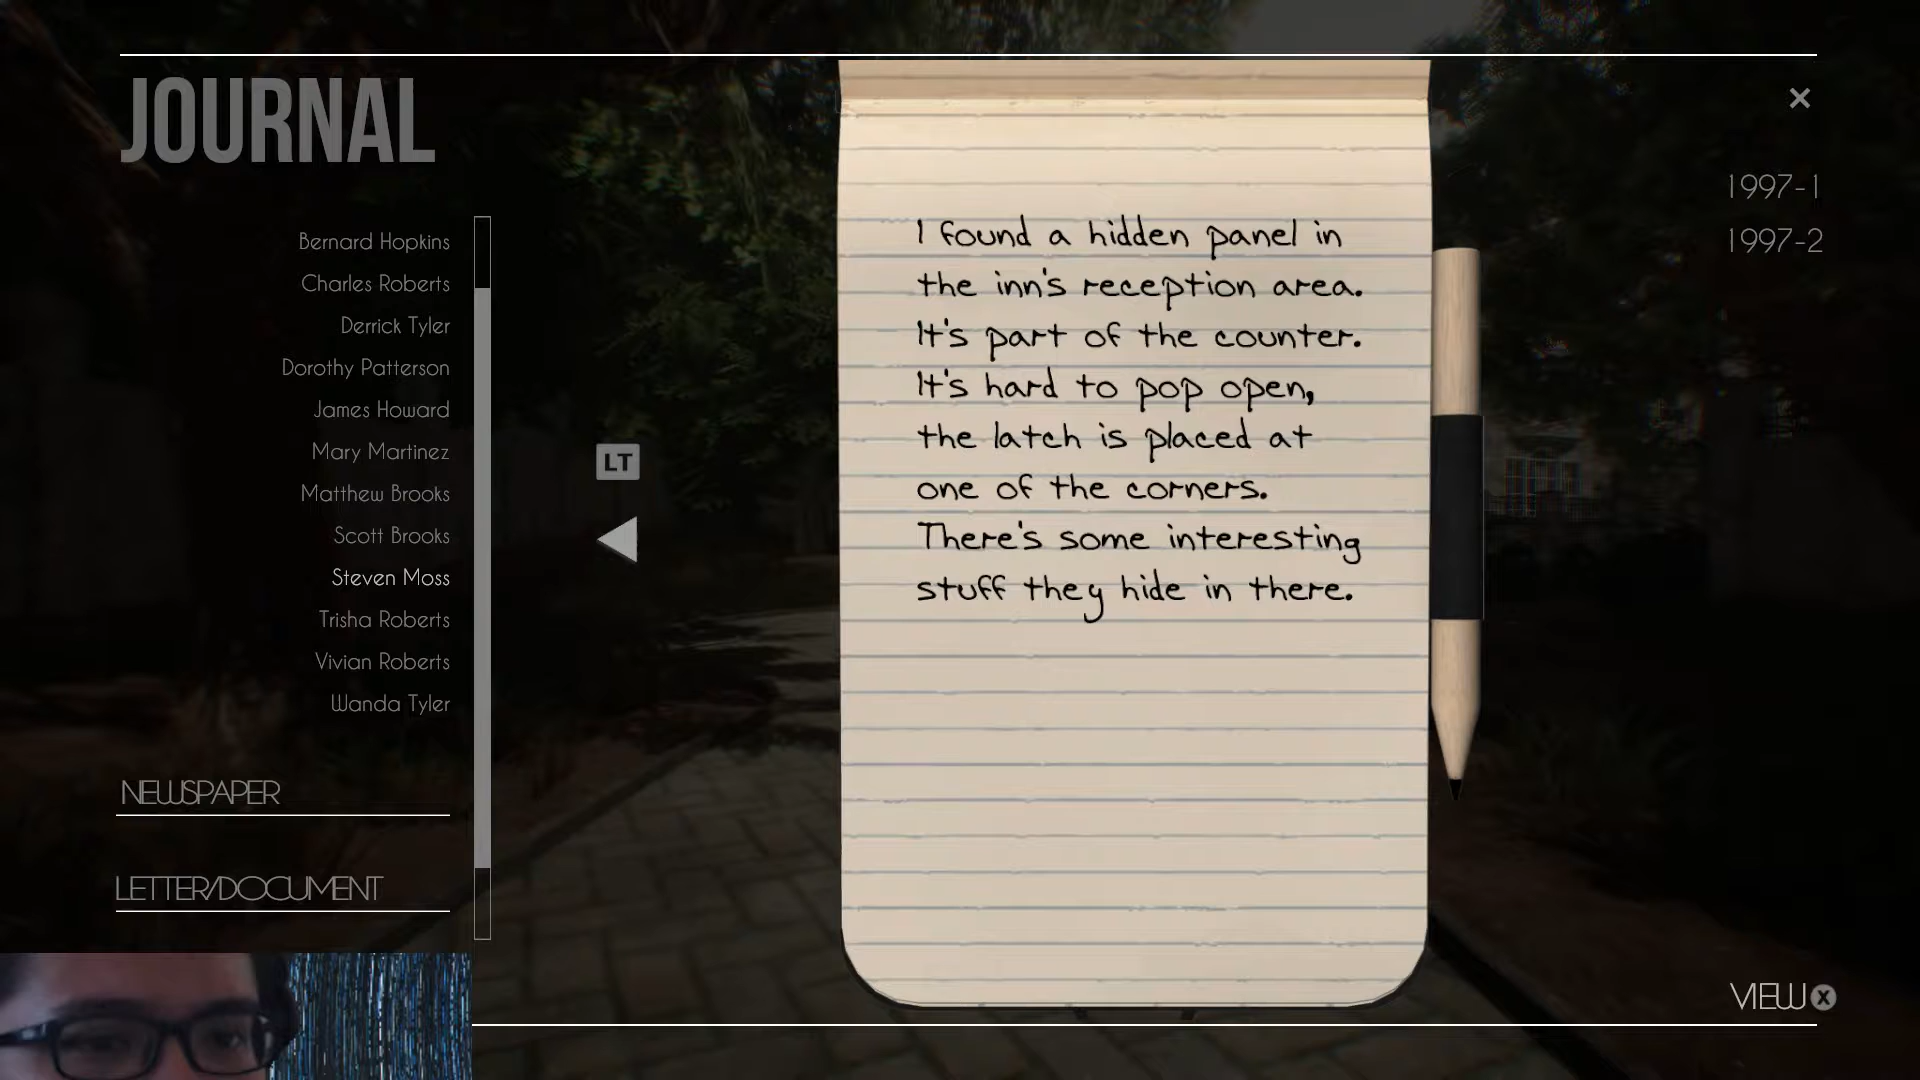 JOURNAL
Bernard Hopkins
Charles Roberts
Derrick Tyler
Dorothy Patterson
James Howard
Mary Martinez
Matthew Brooks
Scott Brooks
Steven Moss
Trisha Roberts
Vivian Roberts
Wanda Tyler
NEWSPAPER
LETTER/DOCUMENT
LT
I found a hidden panel in
the inn's reception area.
It's part of the counter.
It's hard to pop open,
the latch is placed at
one of the corners.
There's some interesting
stuff they hide in there.
1997-1
1997-2
VIEW X